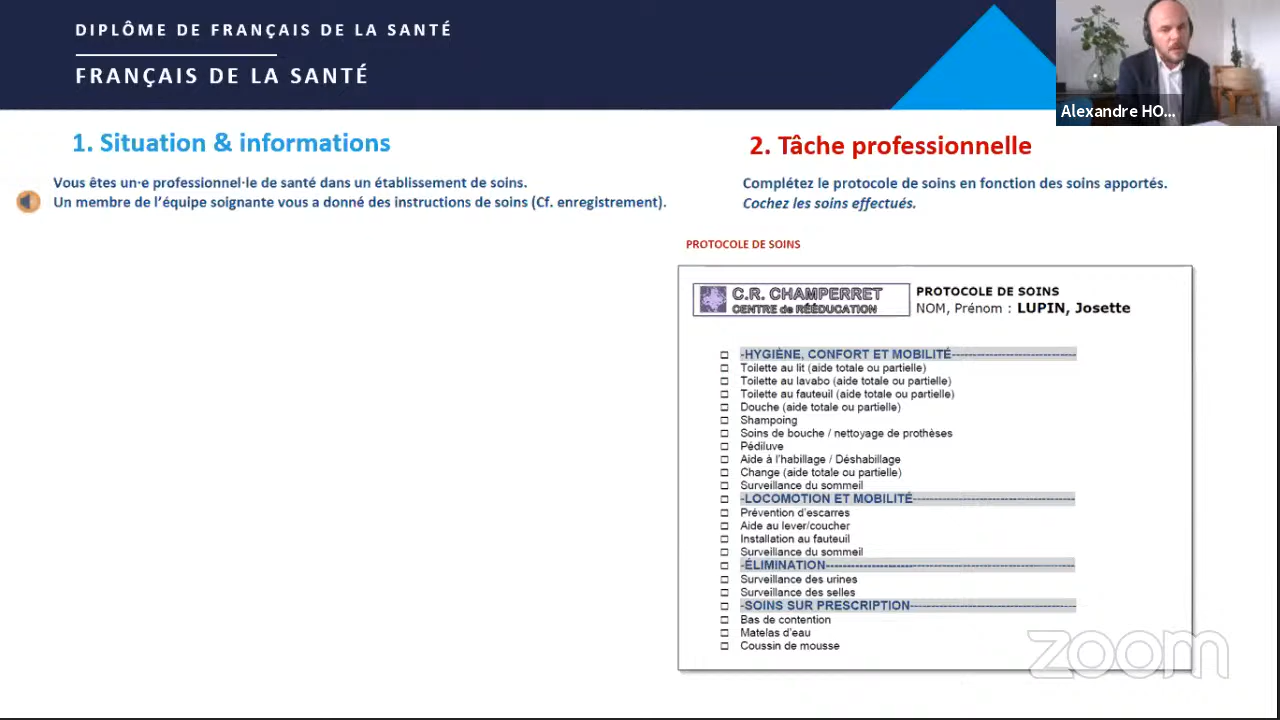 DIPLÔME DE FRANÇAIS DE LA SANTÉ
FRANÇAIS DE LA SANTÉ
Alexandre HO...
1. Situation & informations
Vous êtes un·e professionnel·le de santé dans un établissement de soins.
Un membre de l'équipe soignante vous a donné des instructions de soins (Cf. enregistrement).
2. Tâche professionnelle
Complétez le protocole de soins en fonction des soins apportés.
Cochez les soins effectués.
PROTOCOLE DE SOINS
C.R. CHAMPERRET
CENTRE de RÉÉDUCATION
PROTOCOLE DE SOINS
NOM, Prénom : LUPIN, Josette
-HYGIÈNE, CONFORT ET MOBILITÉ
Toilette au lit (aide totale ou partielle)
Toilette au lavabo (aide totale ou partielle)
Toilette au fauteuil (aide totale ou partielle)
Douche (aide totale ou partielle)
Shampoing
Soins de bouche / nettoyage de prothèses
Pédiluve
Aide à l'habillage / Déshabillage
Change (aide totale ou partielle)
Surveillance du sommeil
-LOCOMOTION ET MOBILITÉ
Prévention d'escarres
Aide au lever/coucher
Installation au fauteuil
Surveillance du sommeil
-ÉLIMINATION
Surveillance des urines
Surveillance des selles
-SOINS SUR PRESCRIPTION
Bas de contention
Matelas d'eau
Coussin de mousse
zoom